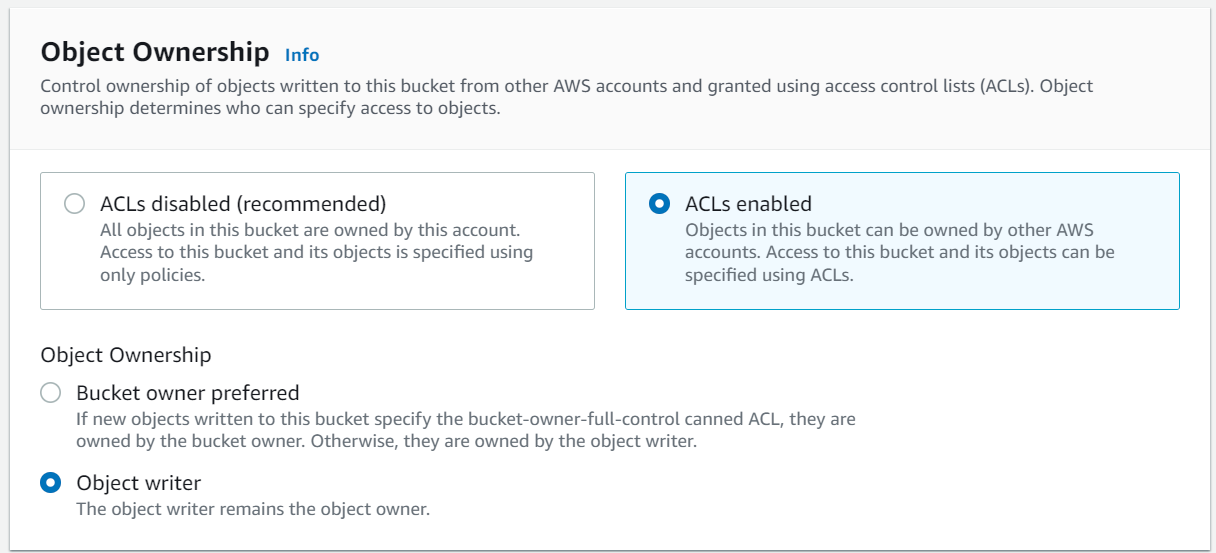 Object Ownership Info
Control ownership of objects written to this bucket from other AWS accounts and granted using access control lists (ACLs). Object
ownership determines who can specify access to objects.
ACLs disabled (recommended)
All objects in this bucket are owned by this account.
Access to this bucket and its objects is specified using
only policies.
ACLs enabled
Objects in this bucket can be owned by other AWS
accounts. Access to this bucket and its objects can be
specified using ACLs.
Object Ownership
Bucket owner preferred
If new objects written to this bucket specify the bucket-owner-full-control canned ACL, they are
owned by the bucket owner. Otherwise, they are owned by the object writer.
Object writer
The object writer remains the object owner.